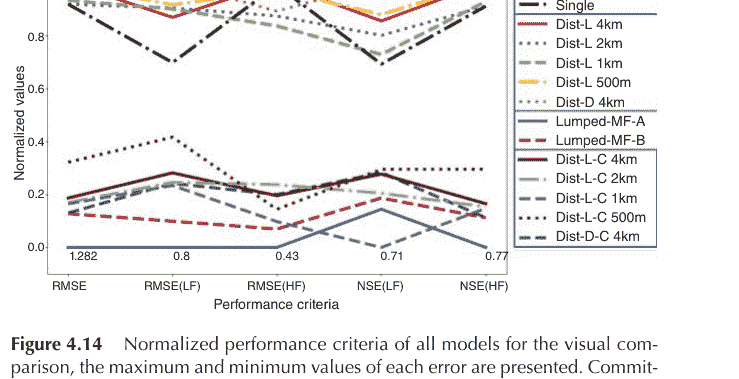 Single
Dist-L 4km
Dist-L 2km
Dist-L 1km
Dist-L 500m
Dist-D 4km
Lumped-MF-A
Lumped-MF-B
Dist-L-C 4km
Dist-L-C 2km
Dist-L-C 1km
Dist-L-C 500m
Dist-D-C 4km
Normalized values
0.8
0.6
0.4
0.2
0.0
1.282 0.8 0.43 0.71 0.77
RMSE RMSE(LF) RMSE(HF) NSE(LF) NSE(HF)
Performance criteria
Figure 4.14 Normalized performance criteria of all models for the visual com-
parison, the maximum and minimum values of each error are presented. Commit-